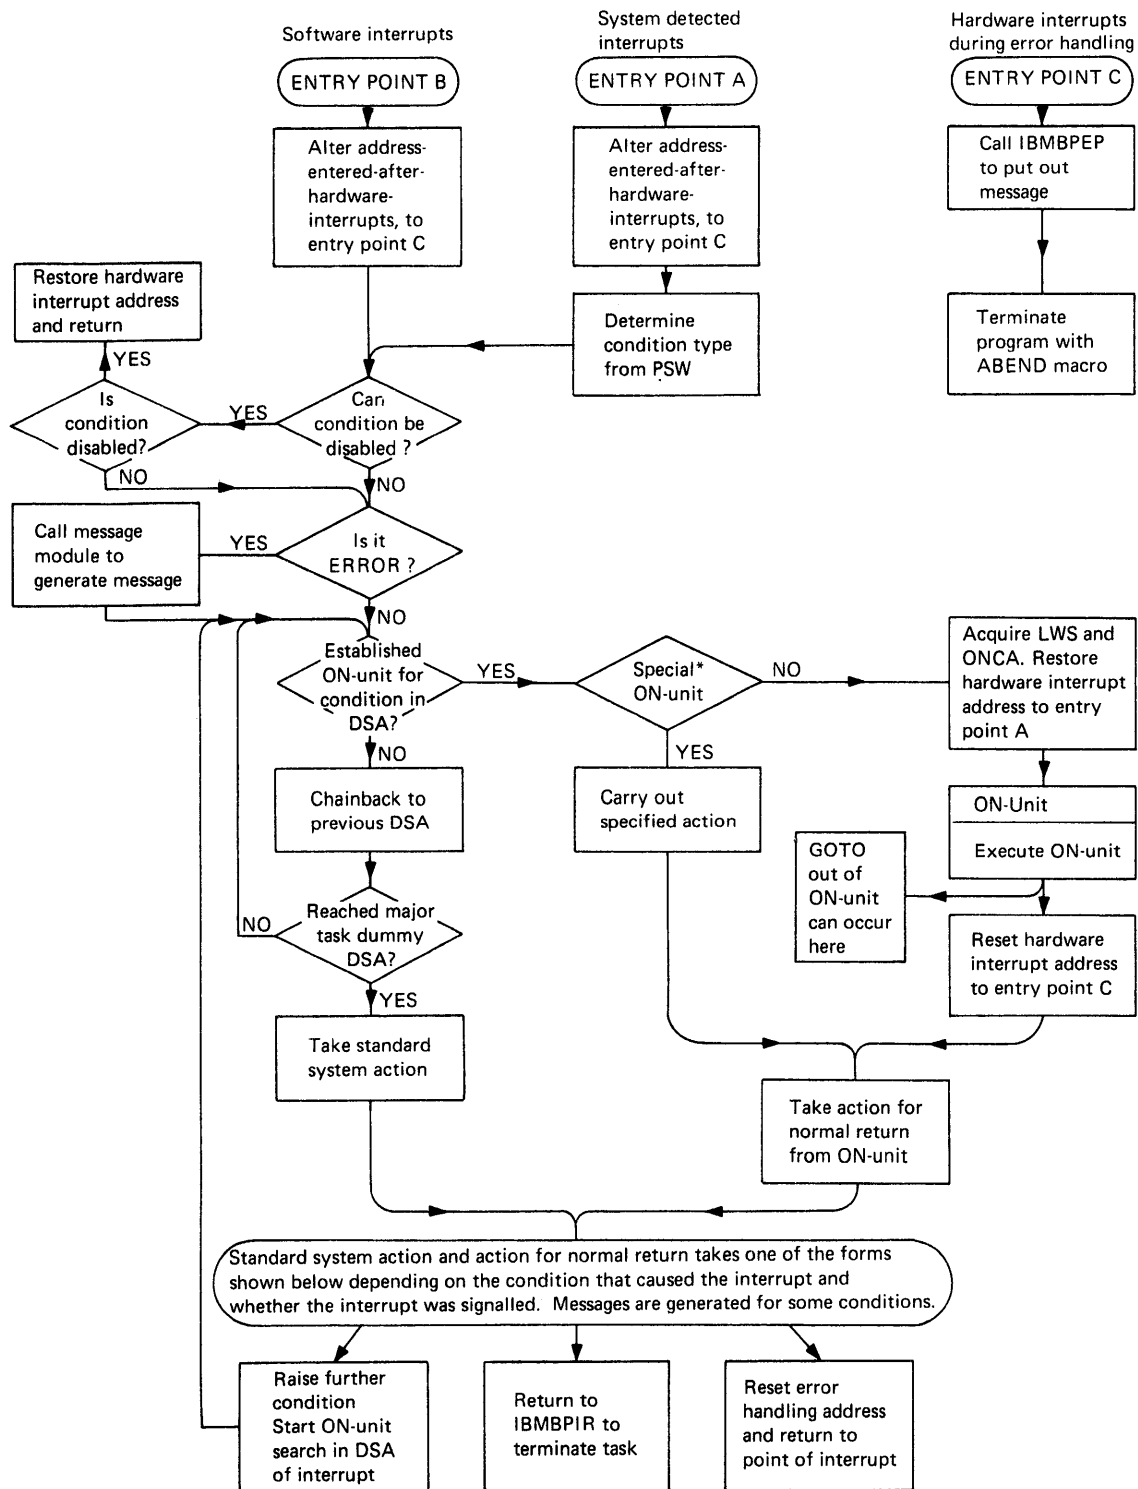 Software interrupts
System detected
interrupts
Hardware interrupts
during error handling
ENTRY POINT B
ENTRY POINT A
ENTRY POINT C
Alter address-
entered-after-
hardware-
interrupts, to
entry point C
Alter address-
entered-after-
hardware-
interrupts, to
entry point C
Call IBMBPEP
to put out
message
Restore hardware
interrupt address
and return
Determine
condition type
from PSW
Terminate
program with
ABEND macro
YES
Is
condition
disabled?
YES
Can
condition be
disabled ?
NO
NO
Call message
module to
generate message
YES
Is it
ERROR ?
NO
Established
ON-unit for
condition in
DSA?
YES
Special*
ON-unit
NO
Acquire LWS and
ONCA. Restore
hardware interrupt
address to entry
point A
NO
YES
Chainback to
previous DSA
Carry out
specified action
ON-Unit
Execute ON-unit
GOTO
out of
ON-unit
can occur
here
NO
Reached major
task dummy
DSA?
Reset hardware
interrupt address
to entry point C
YES
Take standard
system action
Take action for
normal return
from ON-unit
Standard system action and action for normal return takes one of the forms
shown below depending on the condition that caused the interrupt and
whether the interrupt was signalled. Messages are generated for some conditions.
Raise further
condition
Start ON-unit
search in DSA
of interrupt
Return to
IBMBPIR to
terminate task
Reset error
handling address
and return to
point of interrupt